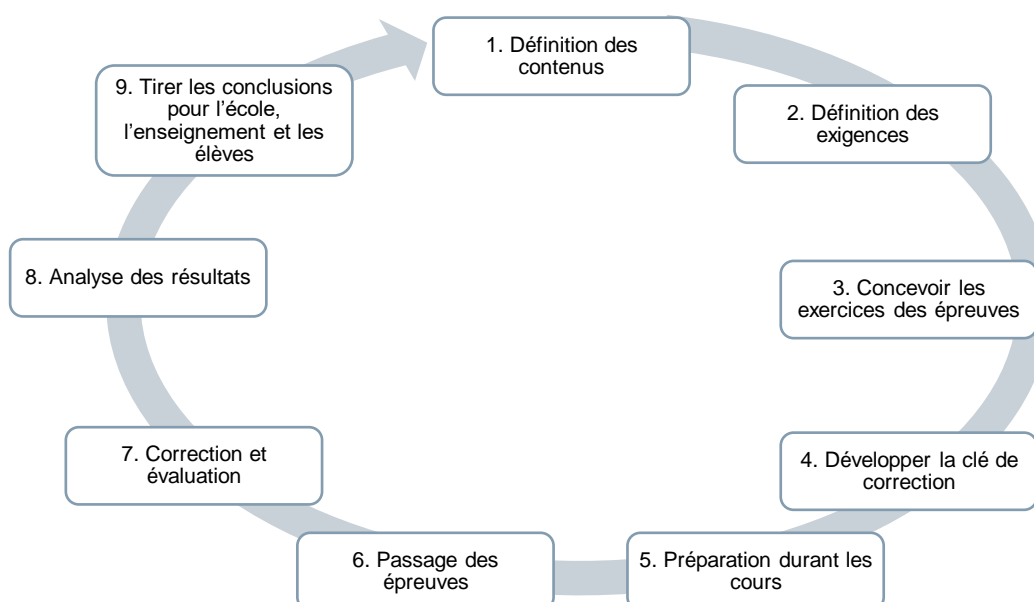 1. Définition des
contenus
2. Définition des
exigences
3. Concevoir les
exercices des épreuves
4. Développer la clé de
correction
5. Préparation durant les
cours
6. Passage des
épreuves
7. Correction et
évaluation
8. Analyse des résultats
9. Tirer les conclusions
pour l’école,
l’enseignement et les
élèves